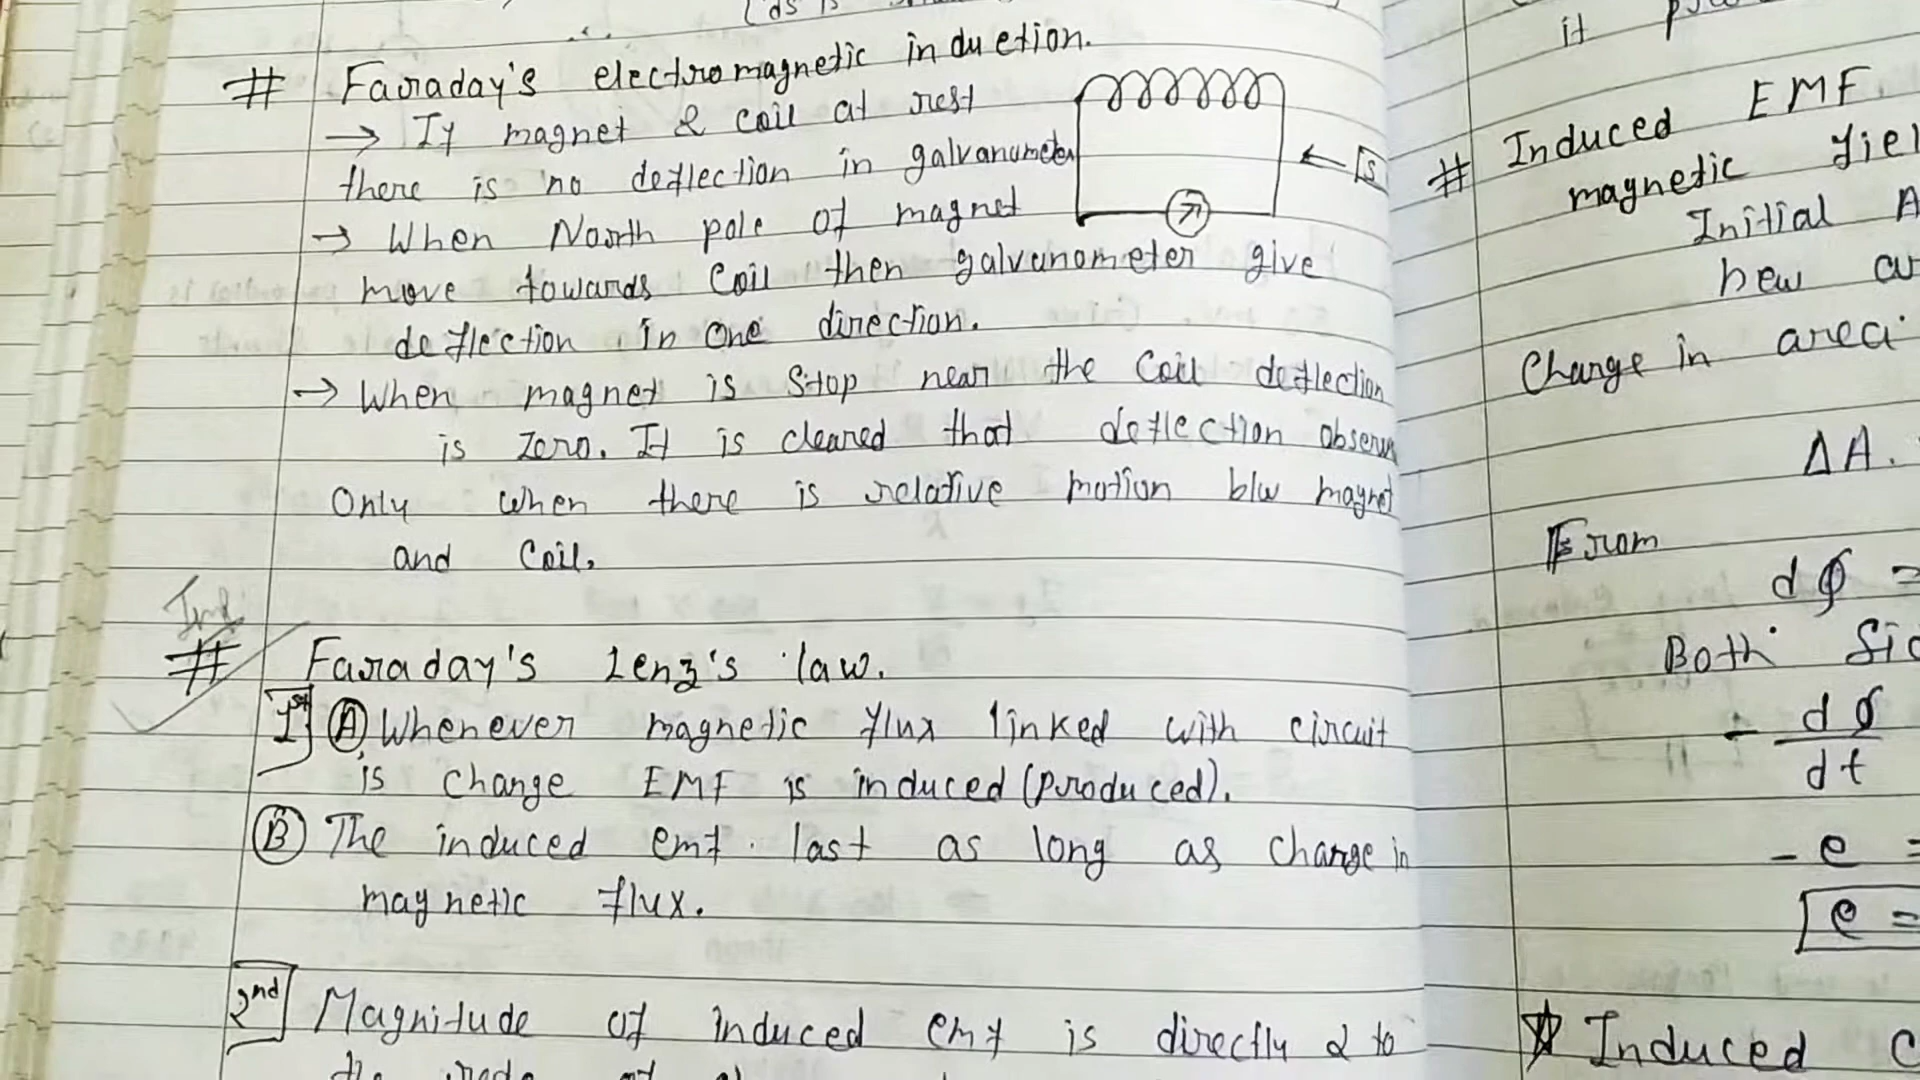 # Faraday's electromagnetic induction.
→ If magnet & coil at rest
there is no deflection in galvanometer
→ When North pole of magnet
move towards Coil then galvanometer give
deflection in one direction.
→ When magnet is Stop near the Coil deflection
is zero. It is cleared that deflection observe
Only when there is relative motion b/w magnet
and Coil.
Imp
# Faraday's Lenz's law.
1st] (A) Whenever magnetic flux linked with circuit
is change EMF is induced (produced).
(B) The induced emf last as long as change in
magnetic flux.
2nd] Magnitude of induced emf is directly α to
S
it
# Induced EMF
magnetic fiel
Initial A
new
Change in area
ΔA.
From
dϕ =
Both Sid
- dϕ
dt
- e =
e =
☆ Induced C